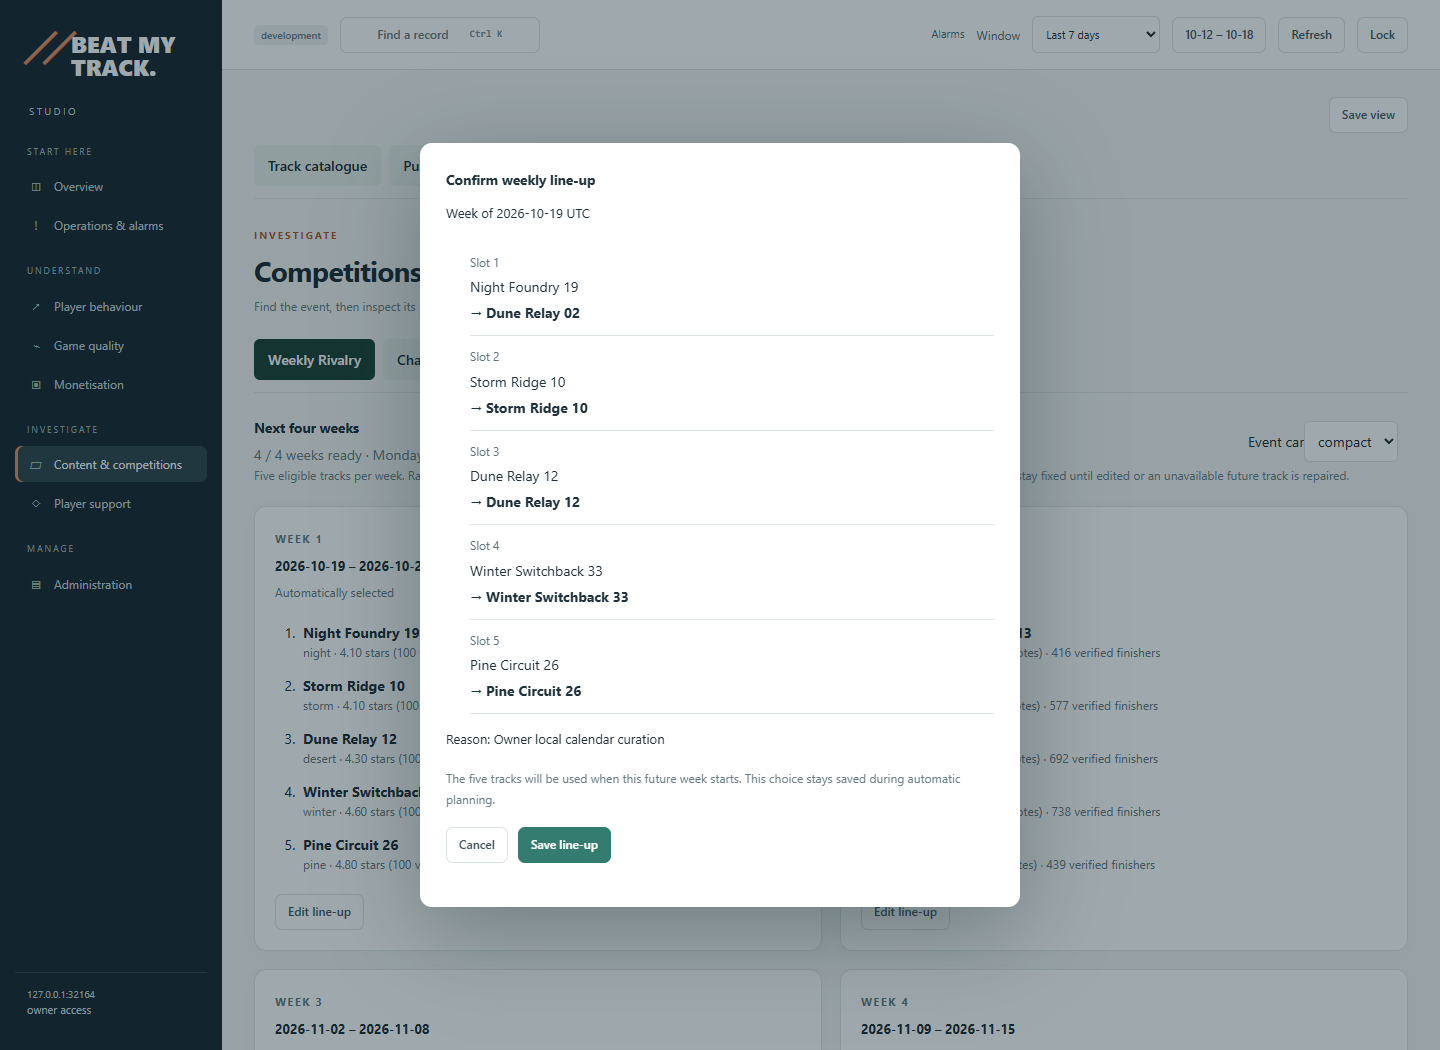 BEAT MY
TRACK.
STUDIO
START HERE
Overview
Operations & alarms
UNDERSTAND
Player behaviour
Game quality
Monetisation
INVESTIGATE
Content & competitions
Player support
MANAGE
Administration
127.0.0.1:32164
owner access
development
Find a record Ctrl K
Alarms Window Last 7 days 10-12 – 10-18 Refresh Lock
Save view
Track catalogue Pu
INVESTIGATE
Competitions
Find the event, then inspect its
Weekly Rivalry Cha
Next four weeks
4 / 4 weeks ready · Monday
Event car compact
Five eligible tracks per week. Ra
stay fixed until edited or an unavailable future track is repaired.
WEEK 1
2026-10-19 – 2026-10-2
Automatically selected
1. Night Foundry 19
night · 4.10 stars (100
2. Storm Ridge 10
storm · 4.10 stars (100
3. Dune Relay 12
desert · 4.30 stars (100
4. Winter Switchback
winter · 4.60 stars (100
5. Pine Circuit 26
pine · 4.80 stars (100 v
Edit line-up
13
otes) · 416 verified finishers
tes) · 577 verified finishers
otes) · 692 verified finishers
otes) · 738 verified finishers
tes) · 439 verified finishers
Edit line-up
WEEK 3
2026-11-02 – 2026-11-08
WEEK 4
2026-11-09 – 2026-11-15
Confirm weekly line-up
Week of 2026-10-19 UTC
Slot 1
Night Foundry 19
→ Dune Relay 02
Slot 2
Storm Ridge 10
→ Storm Ridge 10
Slot 3
Dune Relay 12
→ Dune Relay 12
Slot 4
Winter Switchback 33
→ Winter Switchback 33
Slot 5
Pine Circuit 26
→ Pine Circuit 26
Reason: Owner local calendar curation
The five tracks will be used when this future week starts. This choice stays saved during automatic
planning.
Cancel Save line-up